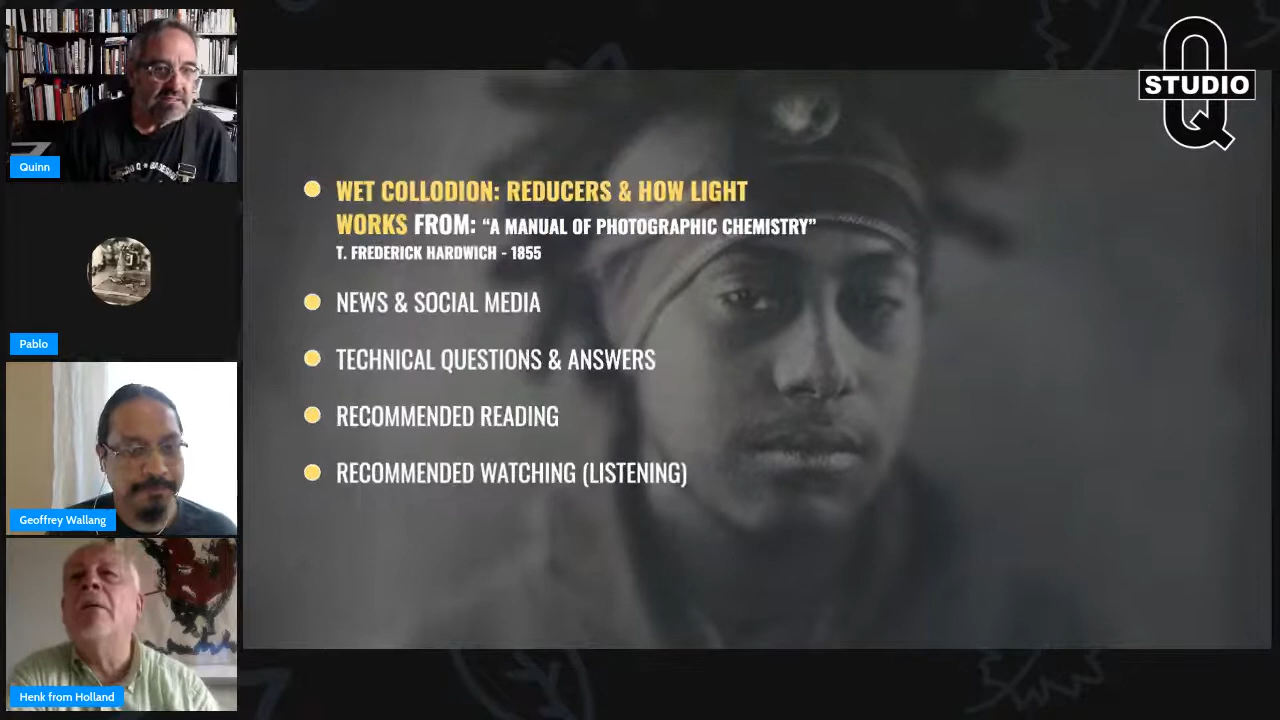 STUDIO
Q
Quinn
Pablo
Geoffrey Wallang
Henk from Holland
WET COLLODION: REDUCERS & HOW LIGHT
WORKS FROM: “A MANUAL OF PHOTOGRAPHIC CHEMISTRY”
T. FREDERICK HARDWICH - 1855
NEWS & SOCIAL MEDIA
TECHNICAL QUESTIONS & ANSWERS
RECOMMENDED READING
RECOMMENDED WATCHING (LISTENING)